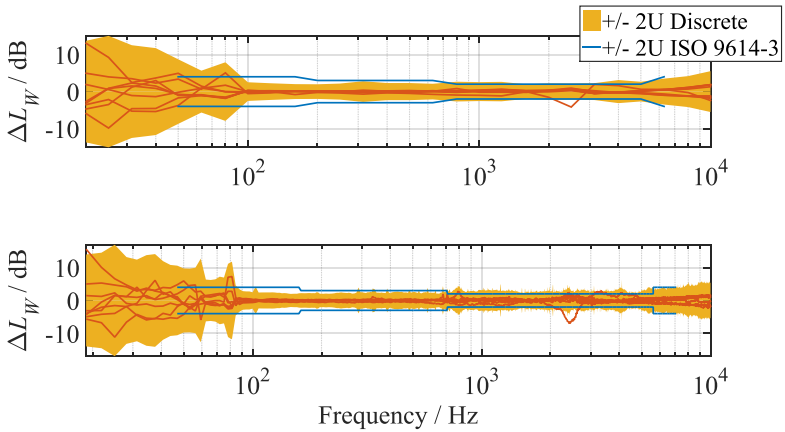 +/- 2U Discrete
+/- 2U ISO 9614-3
ΔL_W / dB
10
0
-10
10^2
10^3
10^4
ΔL_W / dB
10
0
-10
10^2
10^3
10^4
Frequency / Hz